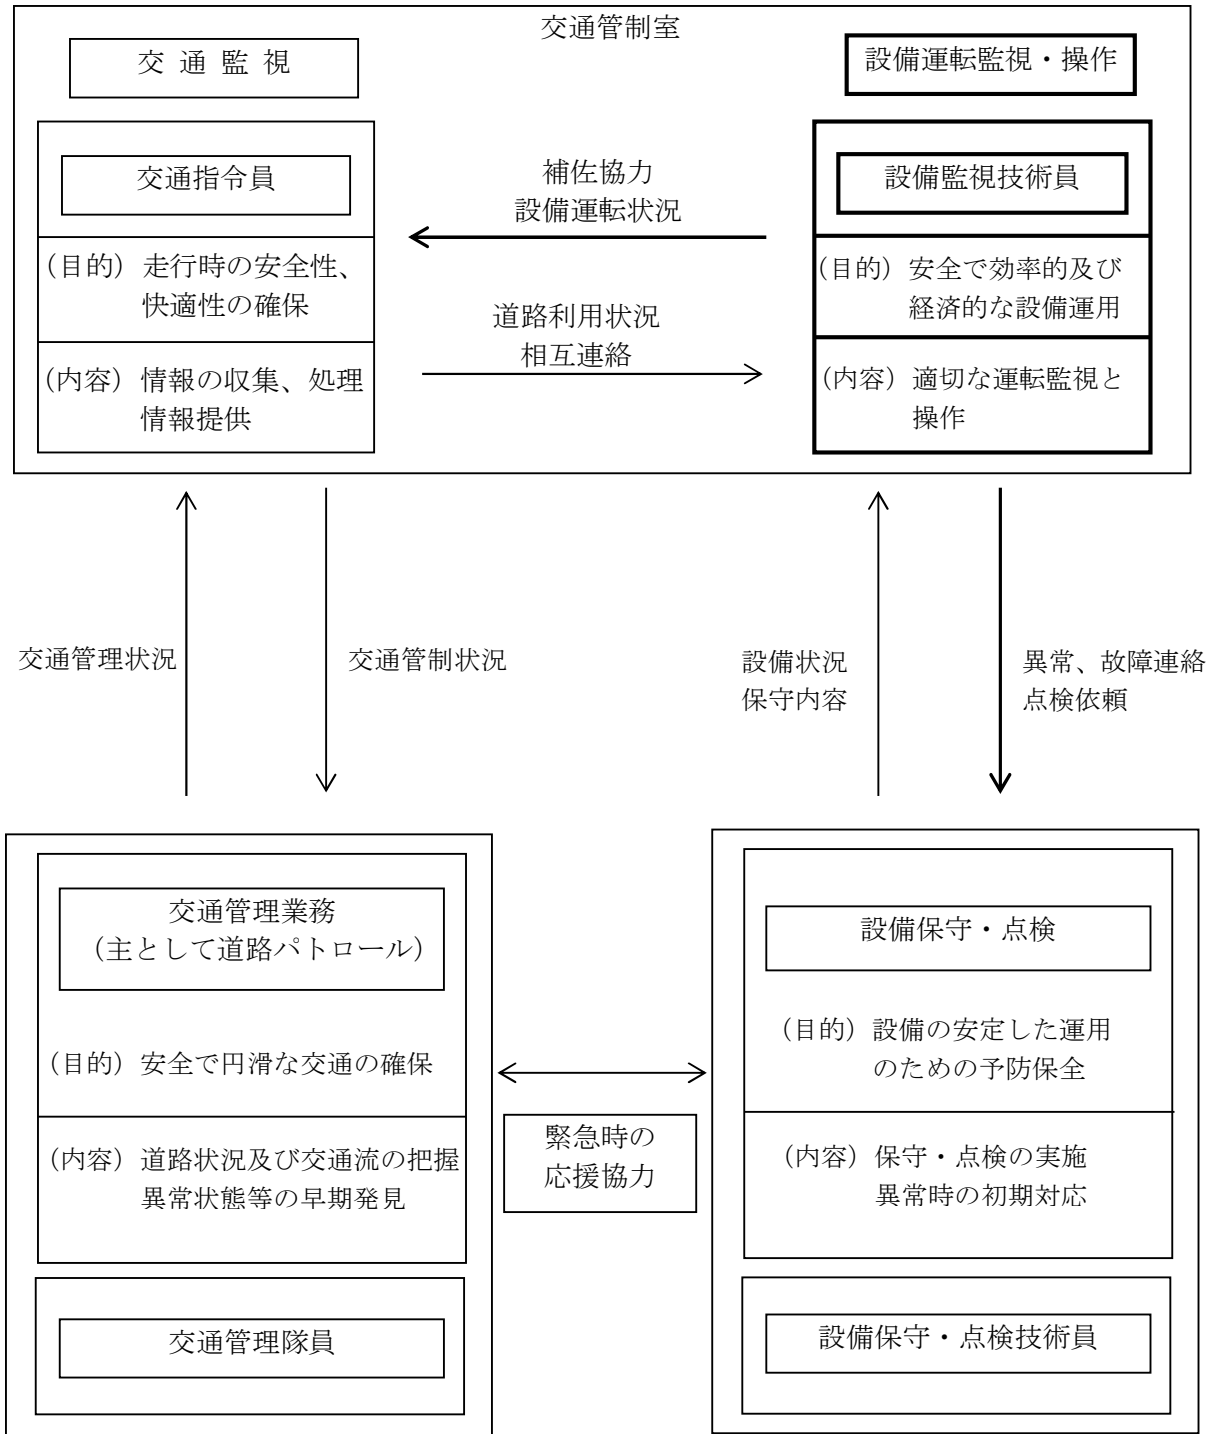 交通管制室
交 通 監 視
設備運転監視・操作
交通指令員
(目的) 走行時の安全性、
快適性の確保
(内容) 情報の収集、処理
情報提供
補佐協力
設備運転状況
道路利用状況
相互連絡
設備監視技術員
(目的) 安全で効率的及び
経済的な設備運用
(内容) 適切な運転監視と
操作
交通管理状況
交通管制状況
設備状況
保守内容
異常、故障連絡
点検依頼
交通管理業務
(主として道路パトロール)
(目的) 安全で円滑な交通の確保
(内容) 道路状況及び交通流の把握
異常状態等の早期発見
交通管理隊員
緊急時の
応援協力
設備保守・点検
(目的) 設備の安定した運用
のための予防保全
(内容) 保守・点検の実施
異常時の初期対応
設備保守・点検技術員